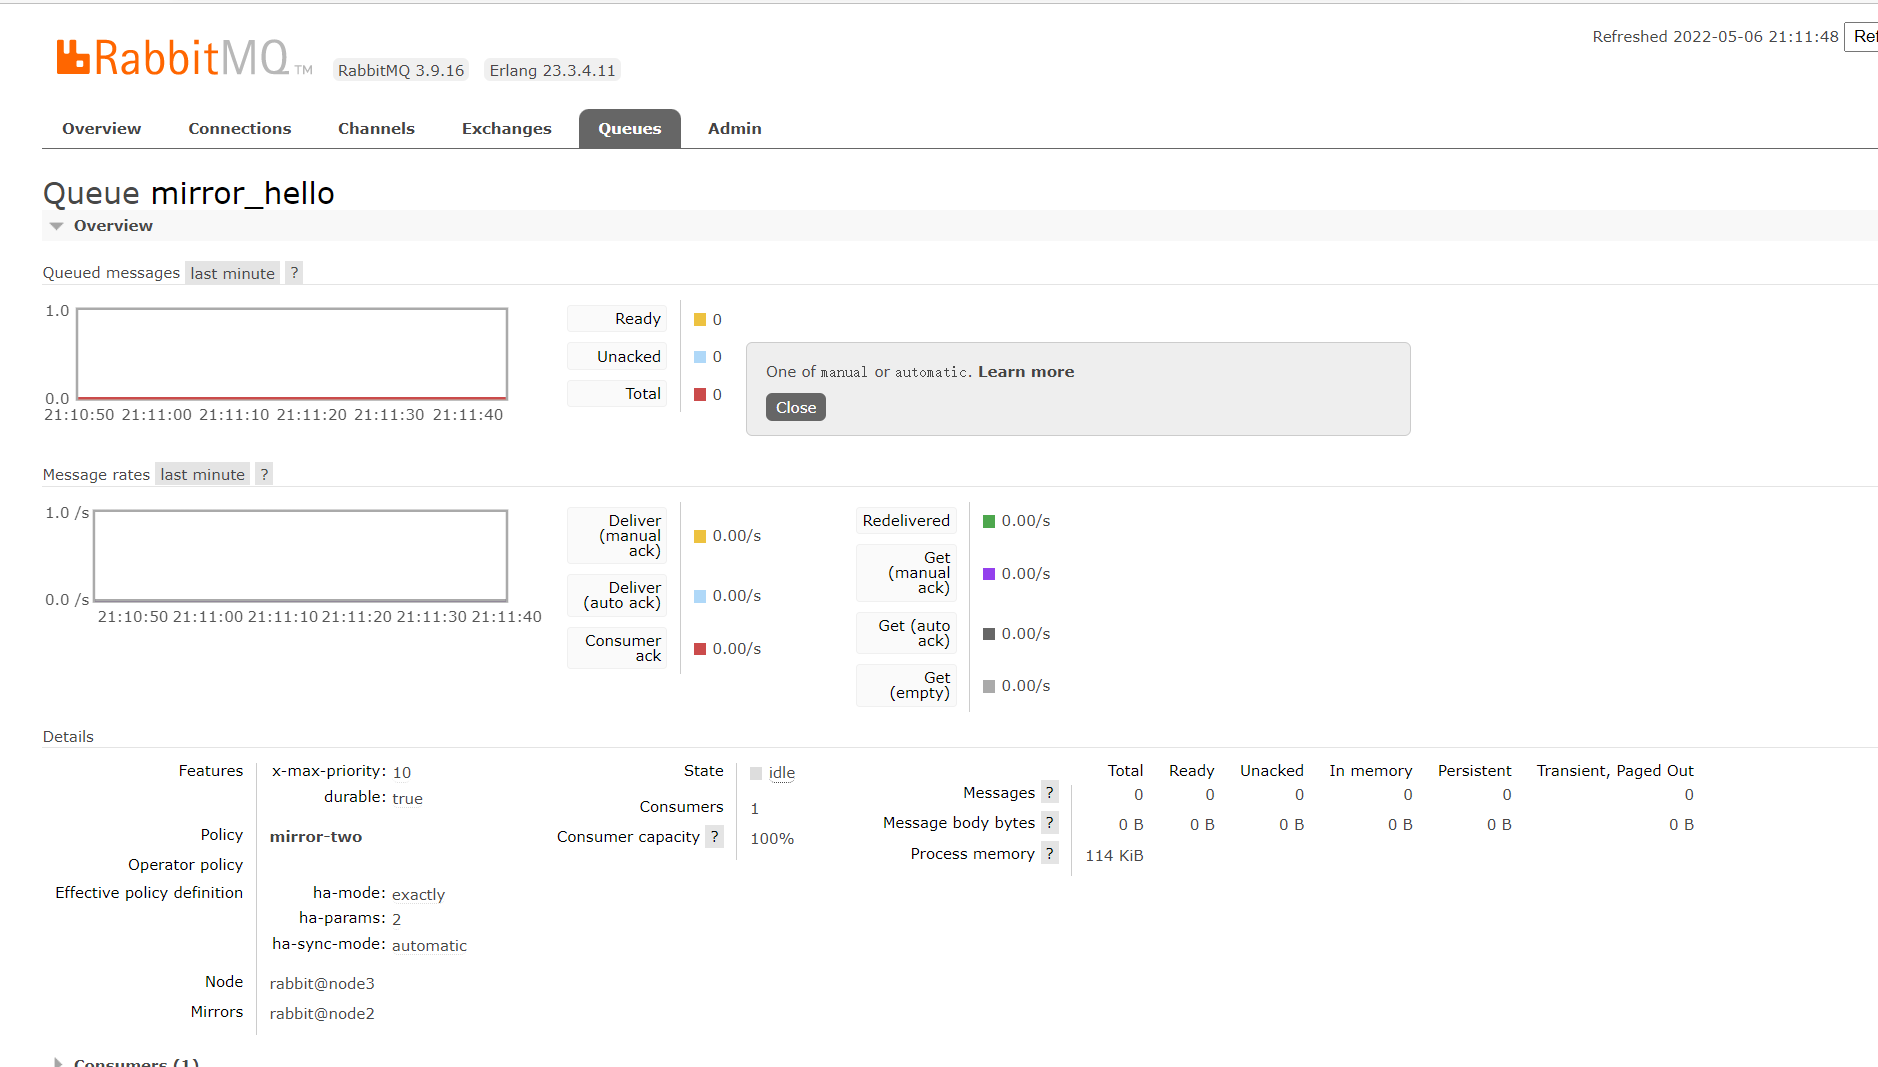 Refreshed 2022-05-06 21:11:48 Ref
RabbitMQ TM RabbitMQ 3.9.16 Erlang 23.3.4.11
Overview Connections Channels Exchanges Queues Admin
Queue mirror_hello
Overview
Queued messages last minute ?
1.0
0.0
21:10:50 21:11:00 21:11:10 21:11:20 21:11:30 21:11:40
Ready 0
Unacked 0
Total 0
One of manual or automatic. Learn more
Close
Message rates last minute ?
1.0 /s
0.0 /s
21:10:50 21:11:00 21:11:10 21:11:20 21:11:30 21:11:40
Deliver
(manual
ack)
0.00/s
Deliver
(auto ack)
0.00/s
Consumer
ack
0.00/s
Redelivered 0.00/s
Get
(manual
ack)
0.00/s
Get (auto
ack)
0.00/s
Get
(empty)
0.00/s
Details
Features x-max-priority: 10
durable: true
Policy mirror-two
Operator policy
Effective policy definition ha-mode: exactly
ha-params: 2
ha-sync-mode: automatic
Node rabbit@node3
Mirrors rabbit@node2
State idle
Consumers 1
Consumer capacity ? 100%
Total Ready Unacked In memory Persistent Transient, Paged Out
Messages ? 0 0 0 0 0 0
Message body bytes ? 0 B 0 B 0 B 0 B 0 B 0 B
Process memory ? 114 KiB
Consumers (1)